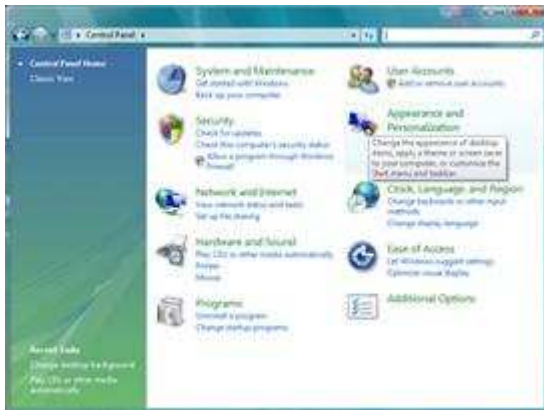 Control Panel
Control Panel Home
Classic View
System and Maintenance
Get started with Windows
Back up your computer
Security
Check for updates
Check this computer's security status
Allow a program through Windows
Firewall
Network and Internet
View network status and tasks
Set up file sharing
Hardware and Sound
Play CDs or other media automatically
Printer
Mouse
Programs
Uninstall a program
Change startup programs
User Accounts
Add or remove user accounts
Appearance and
Personalization
Change the appearance of desktop
items, apply a theme or screen saver
to your computer, or customize the
Start menu and taskbar.
Clock, Language, and Region
Change keyboards or other input
methods
Change display language
Ease of Access
Let Windows suggest settings
Optimize visual display
Additional Options
Recent Tasks
Change desktop background
Play CDs or other media
automatically